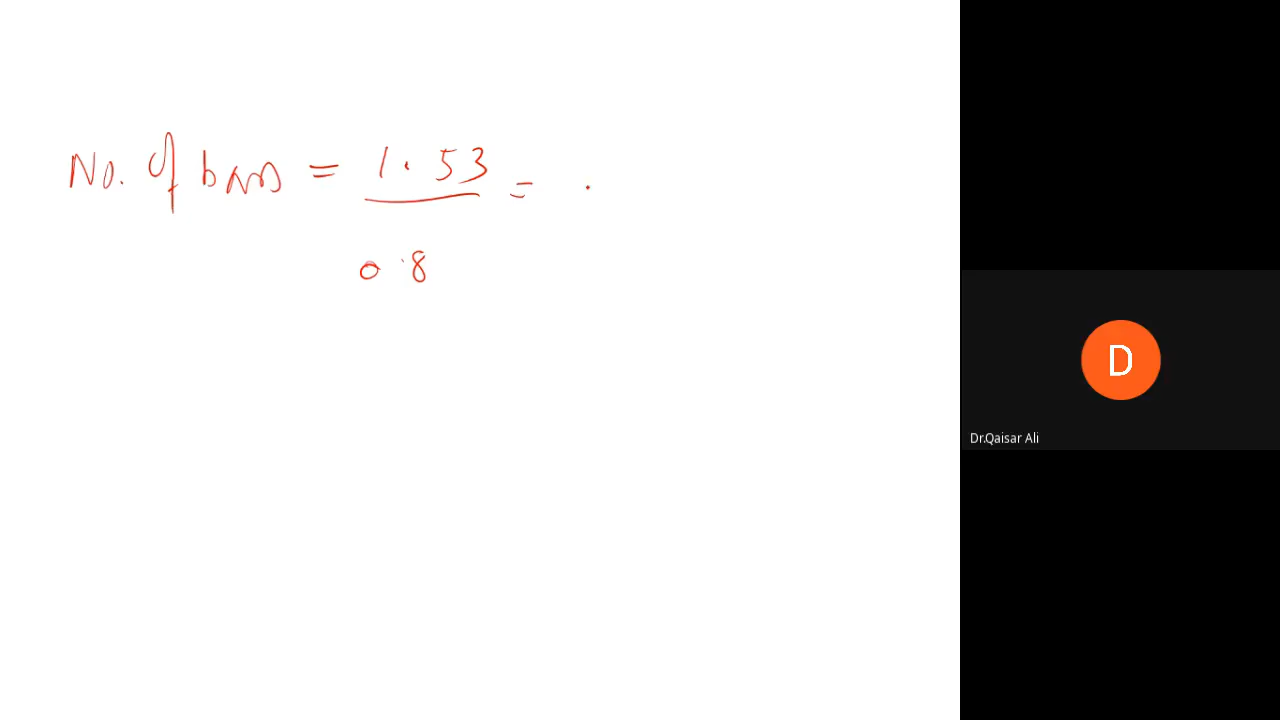 No. of bars = 1.53 = .
0.8
D
Dr.Qaisar Ali